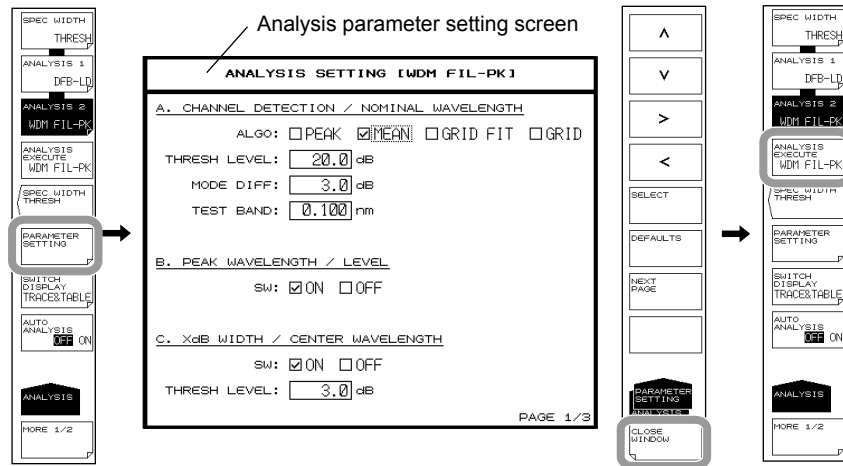 Analysis parameter setting screen
SPEC WIDTH
THRESH
ANALYSIS 1
DFB-LD
ANALYSIS 2
WDM FIL-PK
ANALYSIS
EXECUTE
WDM FIL-PK
SPEC WIDTH
THRESH
PARAMETER
SETTING
SWITCH
DISPLAY
TRACE&TABLE
AUTO
ANALYSIS
OFF ON
ANALYSIS
MORE 1/2
ANALYSIS SETTING [WDM FIL-PK]
A. CHANNEL DETECTION / NOMINAL WAVELENGTH
ALGO: ☐PEAK ☑MEAN ☐GRID FIT ☐GRID
THRESH LEVEL: 20.0 dB
MODE DIFF: 3.0 dB
TEST BAND: 0.100 nm
B. PEAK WAVELENGTH / LEVEL
SW: ☑ON ☐OFF
C. XdB WIDTH / CENTER WAVELENGTH
SW: ☑ON ☐OFF
THRESH LEVEL: 3.0 dB
PAGE 1/3
∧
∨
>
<
SELECT
DEFAULTS
NEXT
PAGE
PARAMETER
SETTING
ANALYSIS
CLOSE
WINDOW
SPEC WIDTH
THRESH
ANALYSIS 1
DFB-LD
ANALYSIS 2
WDM FIL-PK
ANALYSIS
EXECUTE
WDM FIL-PK
SPEC WIDTH
THRESH
PARAMETER
SETTING
SWITCH
DISPLAY
TRACE&TABLE
AUTO
ANALYSIS
OFF ON
ANALYSIS
MORE 1/2